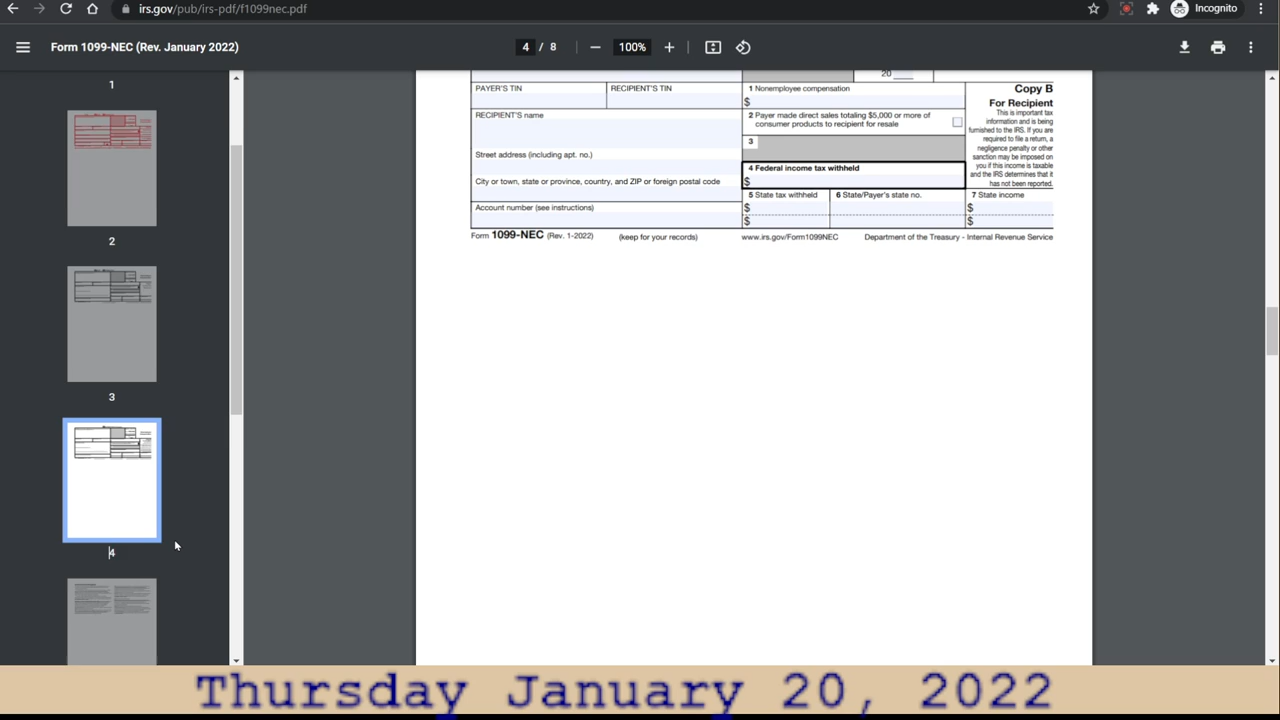 irs.gov/pub/irs-pdf/f1099nec.pdf
Incognito
Form 1099-NEC (Rev. January 2022)
4 / 8
100%
1
2
3
4
20
PAYER'S TIN
RECIPIENT'S TIN
1 Nonemployee compensation
$
Copy B
For Recipient
This is important tax
information and is being
furnished to the IRS. If you are
required to file a return, a
negligence penalty or other
sanction may be imposed on
you if this income is taxable
and the IRS determines that it
has not been reported.
RECIPIENT'S name
2 Payer made direct sales totaling $5,000 or more of
consumer products to recipient for resale
3
Street address (including apt. no.)
4 Federal income tax withheld
$
City or town, state or province, country, and ZIP or foreign postal code
5 State tax withheld
6 State/Payer's state no.
7 State income
$
$
$
$
Account number (see instructions)
Form 1099-NEC (Rev. 1-2022)
(keep for your records)
www.irs.gov/Form1099NEC
Department of the Treasury - Internal Revenue Service
Thursday January 20, 2022